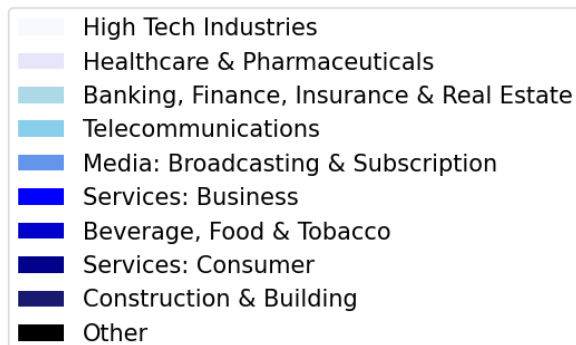 High Tech Industries
Healthcare & Pharmaceuticals
Banking, Finance, Insurance & Real Estate
Telecommunications
Media: Broadcasting & Subscription
Services: Business
Beverage, Food & Tobacco
Services: Consumer
Construction & Building
Other